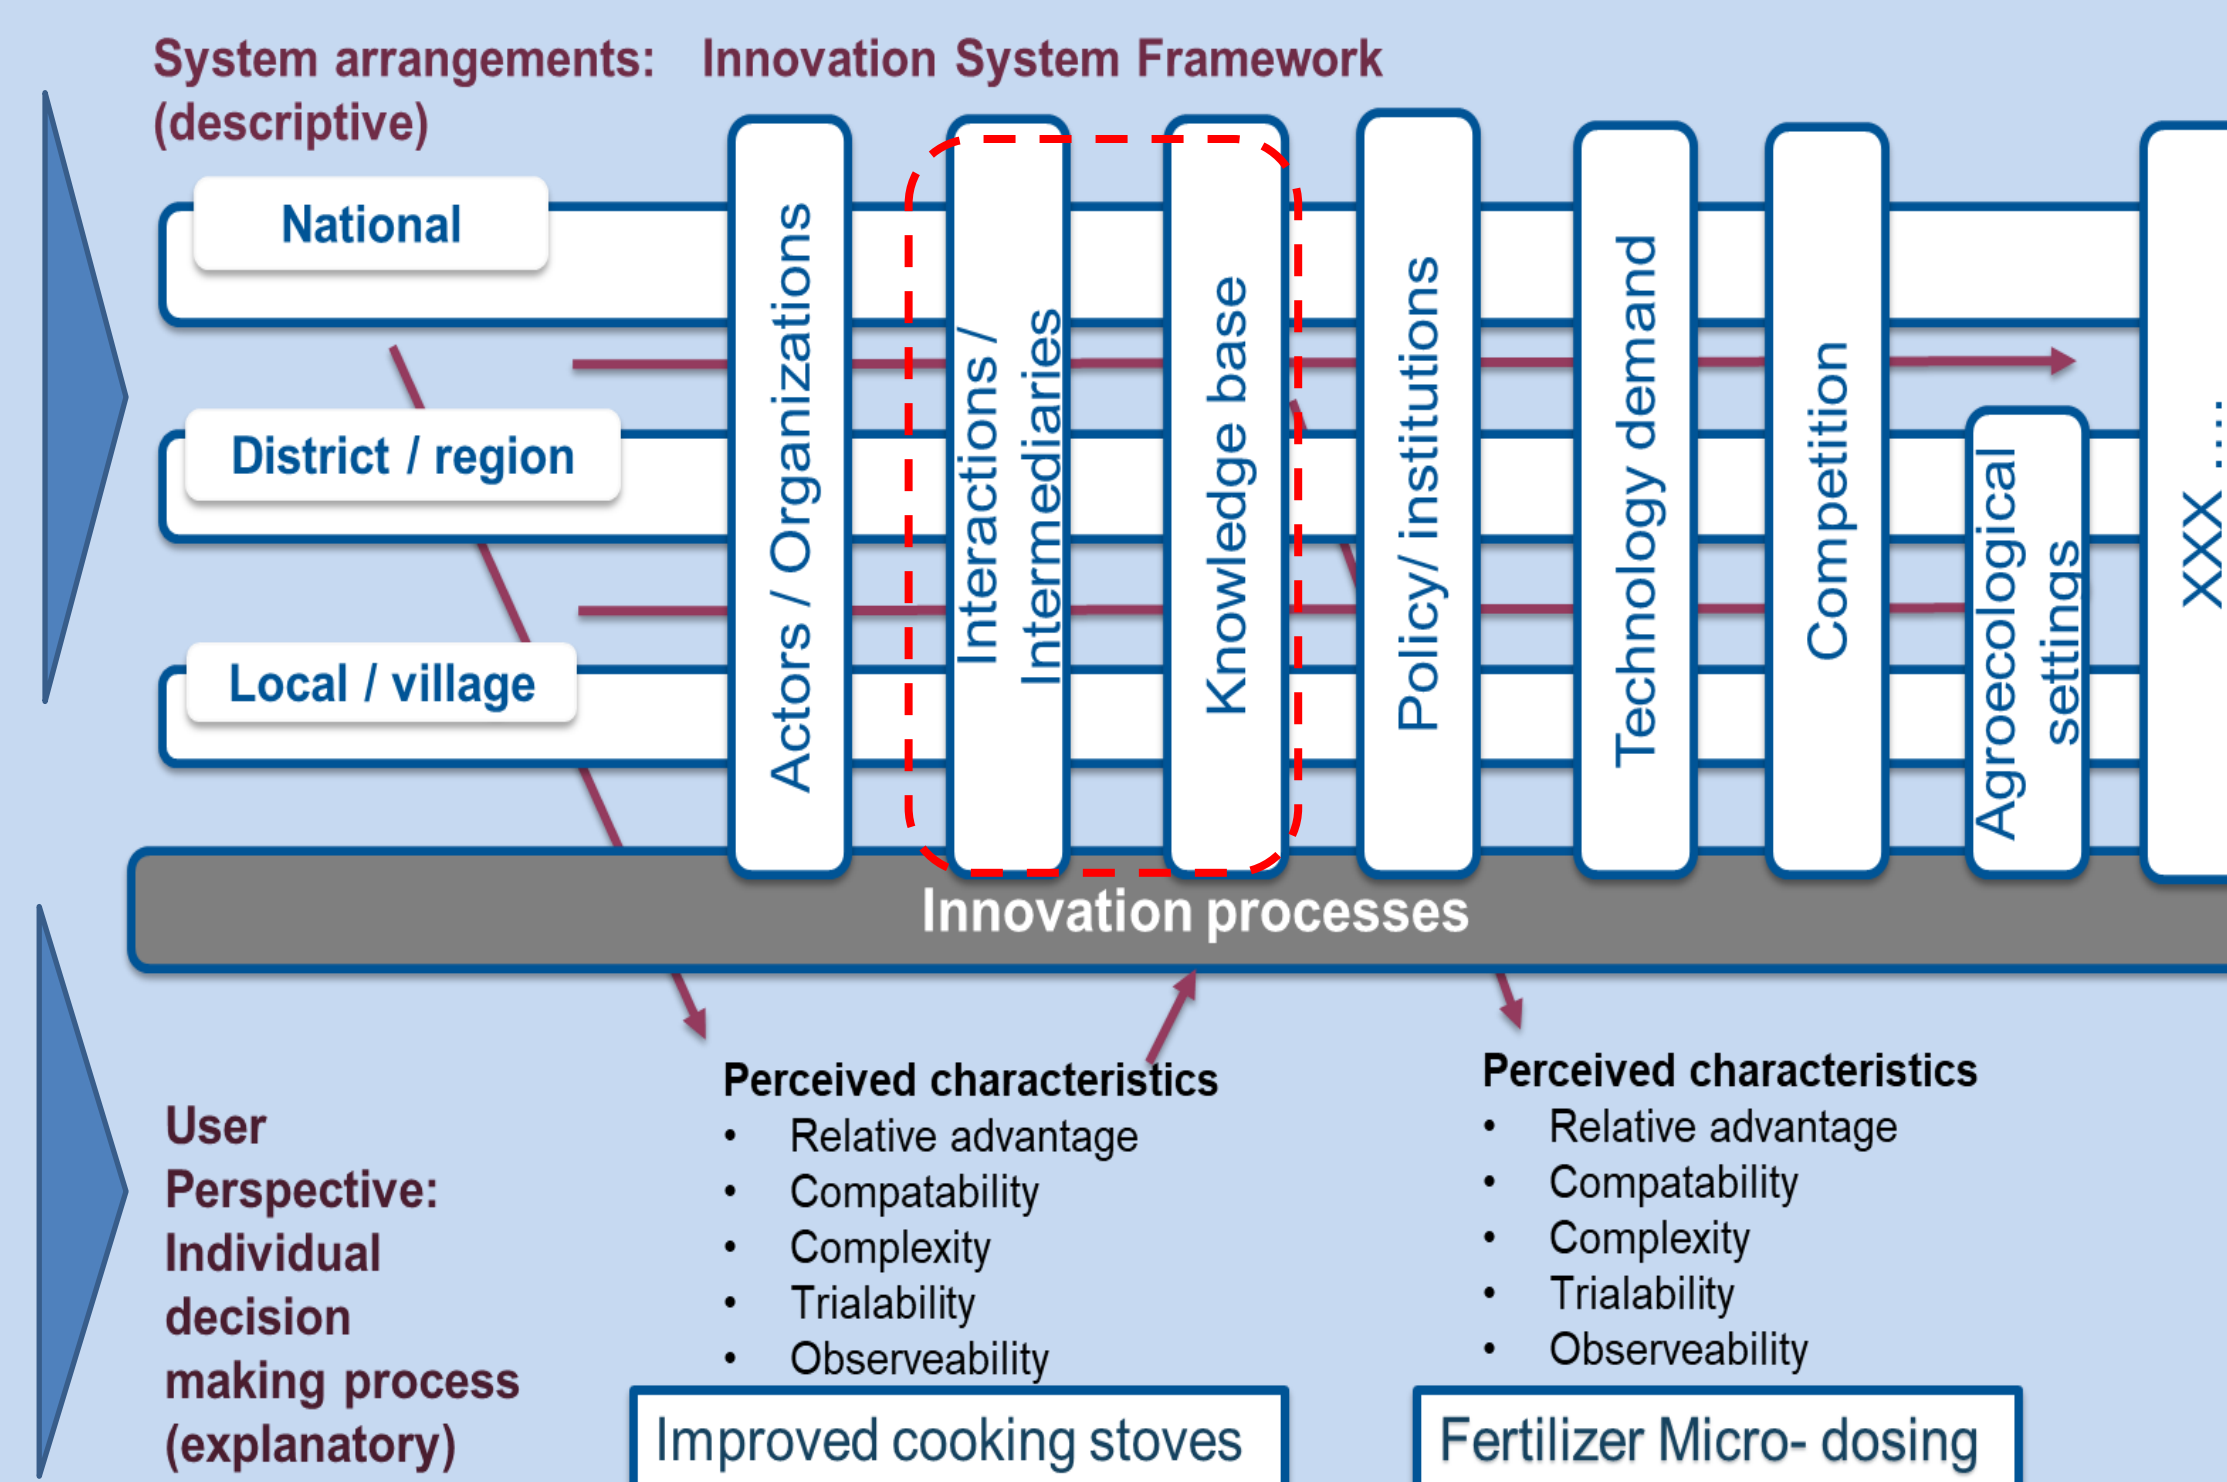 System arrangements: Innovation System Framework
(descriptive)
National
District / region
Local / village
Actors / Organizations
Interactions /
Intermediaries
Knowledge base
Policy/ institutions
Technology demand
Competition
Agroecological
settings
XXX ....
Innovation processes
User
Perspective:
Individual
decision
making process
(explanatory)
Perceived characteristics
• Relative advantage
• Compatability
• Complexity
• Trialability
• Observeability
Improved cooking stoves
Perceived characteristics
• Relative advantage
• Compatability
• Complexity
• Trialability
• Observeability
Fertilizer Micro- dosing